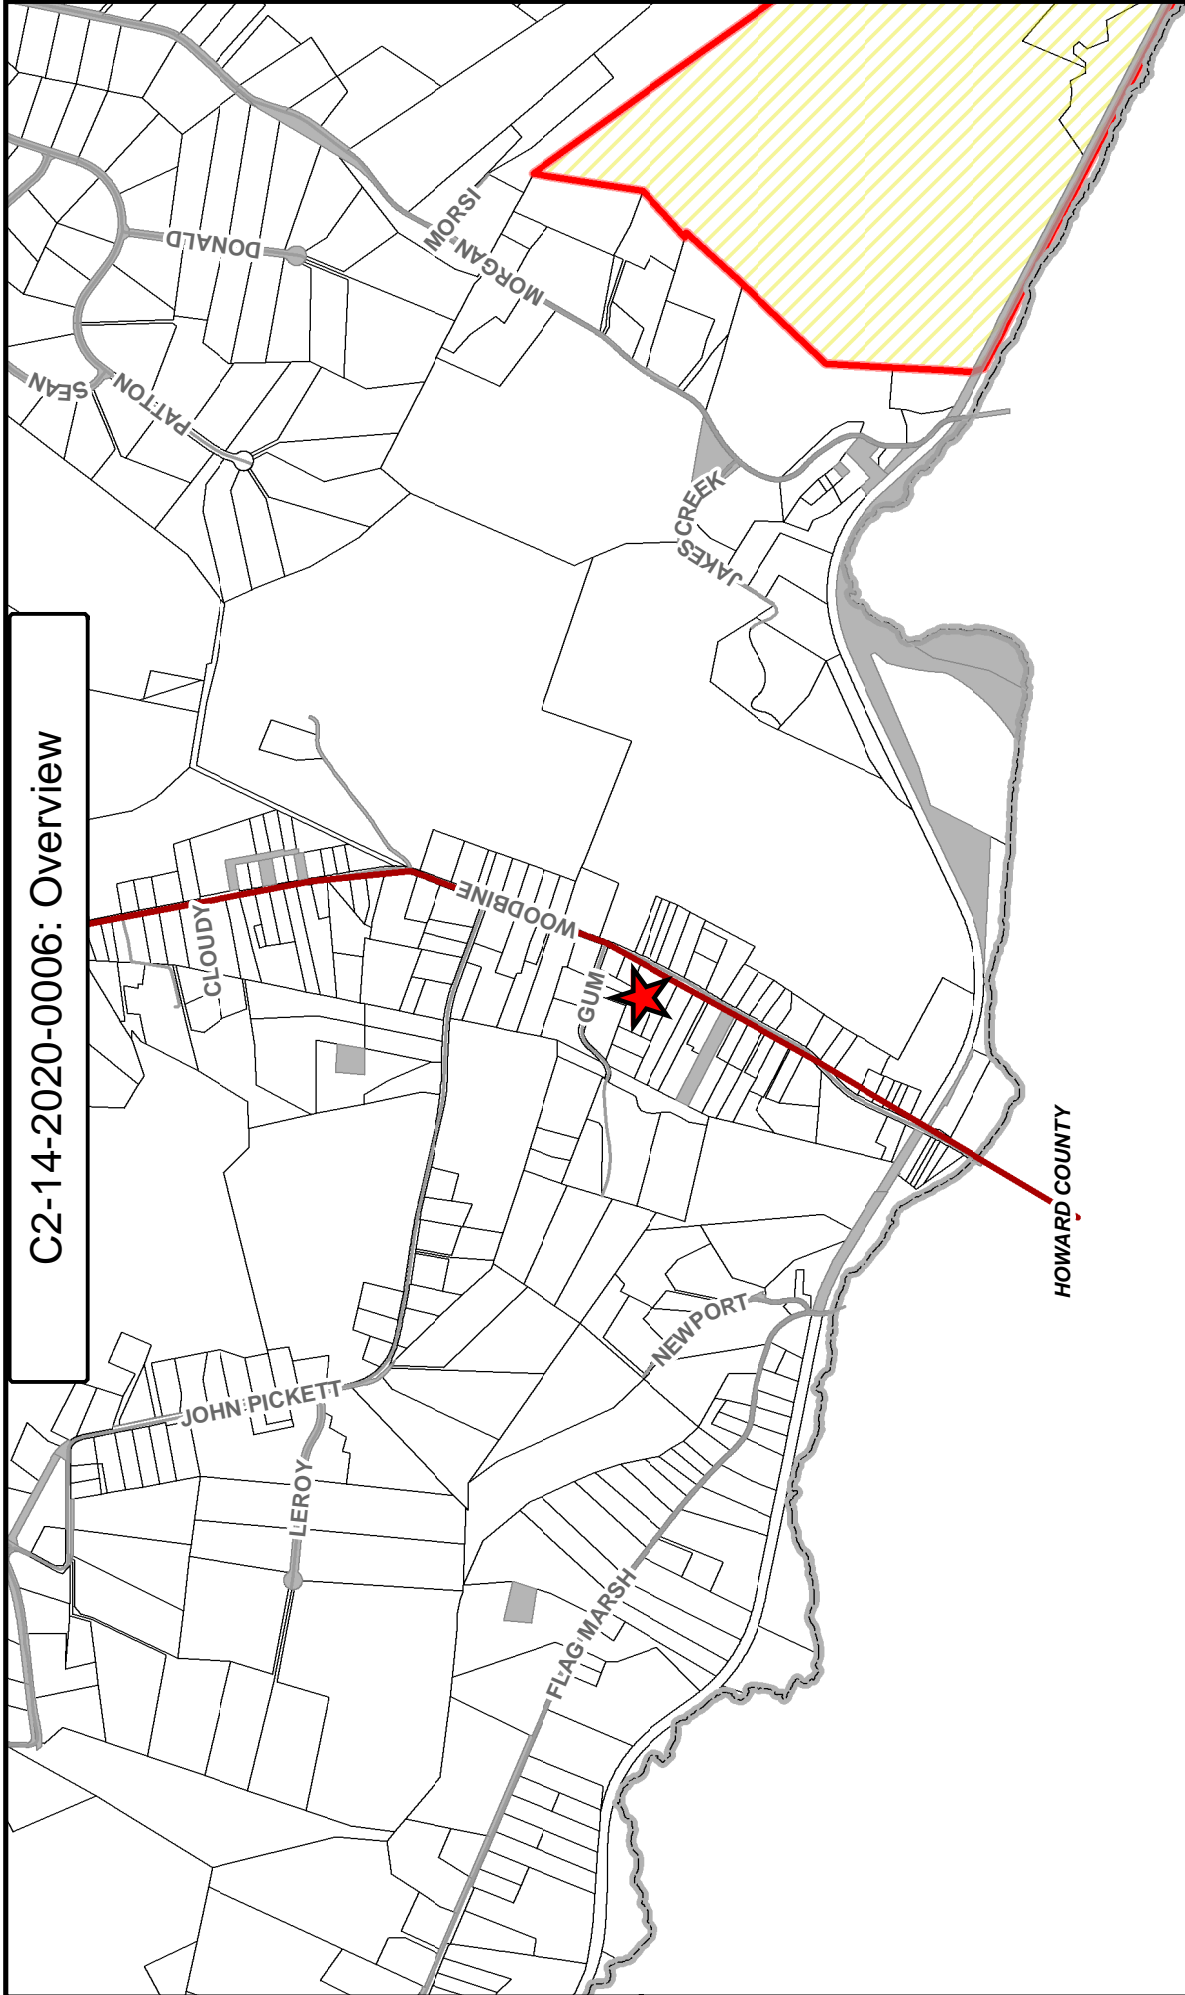 C2-14-2020-0006: Overview
JOHN PICKETT
LEROY
CLOUDY
SEAN
PATTON
DONALD
MORSI
MORGAN
WOODBINE
GUM
JAKES CREEK
NEWPORT
FLAG MARSH
HOWARD COUNTY